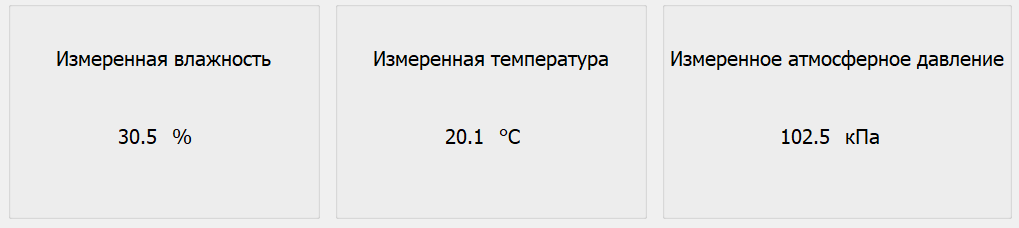 Измеренная влажность
30.5 %
Измеренная температура
20.1 °C
Измеренное атмосферное давление
102.5 кПа